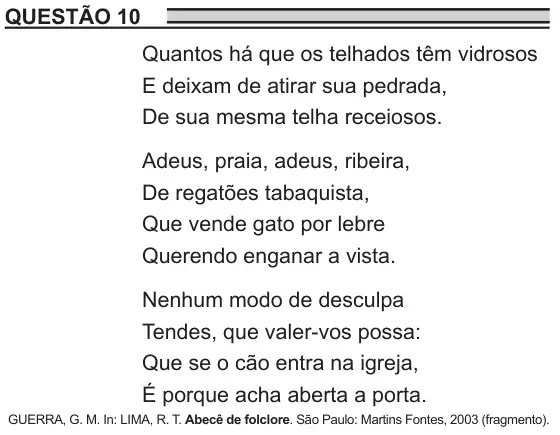 QUESTÃO 10
Quantos há que os telhados têm vidrosos
E deixam de atirar sua pedrada,
De sua mesma telha receiosos.
Adeus, praia, adeus, ribeira,
De regatões tabaquista,
Que vende gato por lebre
Querendo enganar a vista.
Nenhum modo de desculpa
Tendes, que valer-vos possa:
Que se o cão entra na igreja,
É porque acha aberta a porta.
GUERRA, G. M. In: LIMA, R. T. Abecê de folclore. São Paulo: Martins Fontes, 2003 (fragmento).